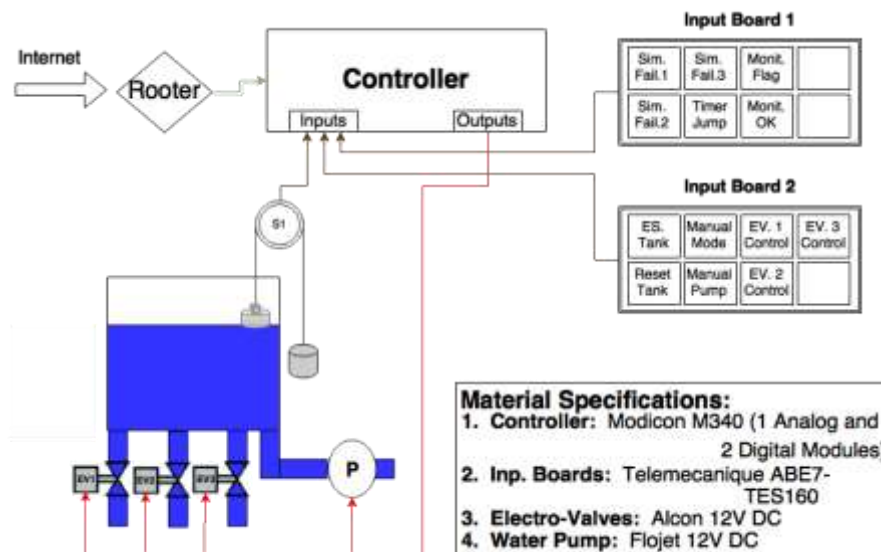 Internet
Rooter
Controller
Inputs
Outputs
Input Board 1
Sim. Fail.1
Sim. Fail.3
Monit. Flag
Sim. Fail.2
Timer Jump
Monit. OK
Input Board 2
ES. Tank
Manual Mode
EV. 1 Control
EV. 3 Control
Reset Tank
Manual Pump
EV. 2 Control
S1
EV1
EV2
EV3
P
Material Specifications:
1. Controller: Modicon M340 (1 Analog and
2 Digital Modules)
2. Inp. Boards: Telemecanique ABE7-
TES160
3. Electro-Valves: Alcon 12V DC
4. Water Pump: Flojet 12V DC